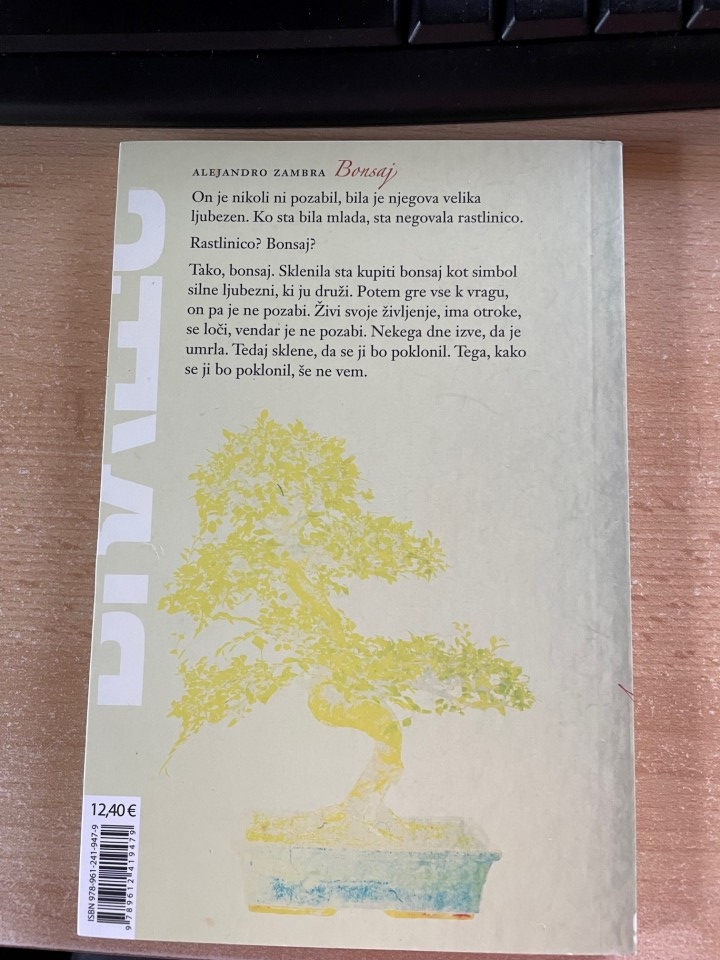 ALEJANDRO ZAMBRA Bonsaj
On je nikoli ni pozabil, bila je njegova velika
ljubezen. Ko sta bila mlada, sta negovala rastlinico.
Rastlinico? Bonsaj?
Tako, bonsaj. Sklenila sta kupiti bonsaj kot simbol
silne ljubezni, ki ju druži. Potem gre vse k vragu,
on pa je ne pozabi. Živi svoje življenje, ima otroke,
se loči, vendar je ne pozabi. Nekega dne izve, da je
umrla. Tedaj sklene, da se ji bo poklonil. Tega, kako
se ji bo poklonil, še ne vem.
12,40 €
ISBN 978-961-241-947-9
9789612419479